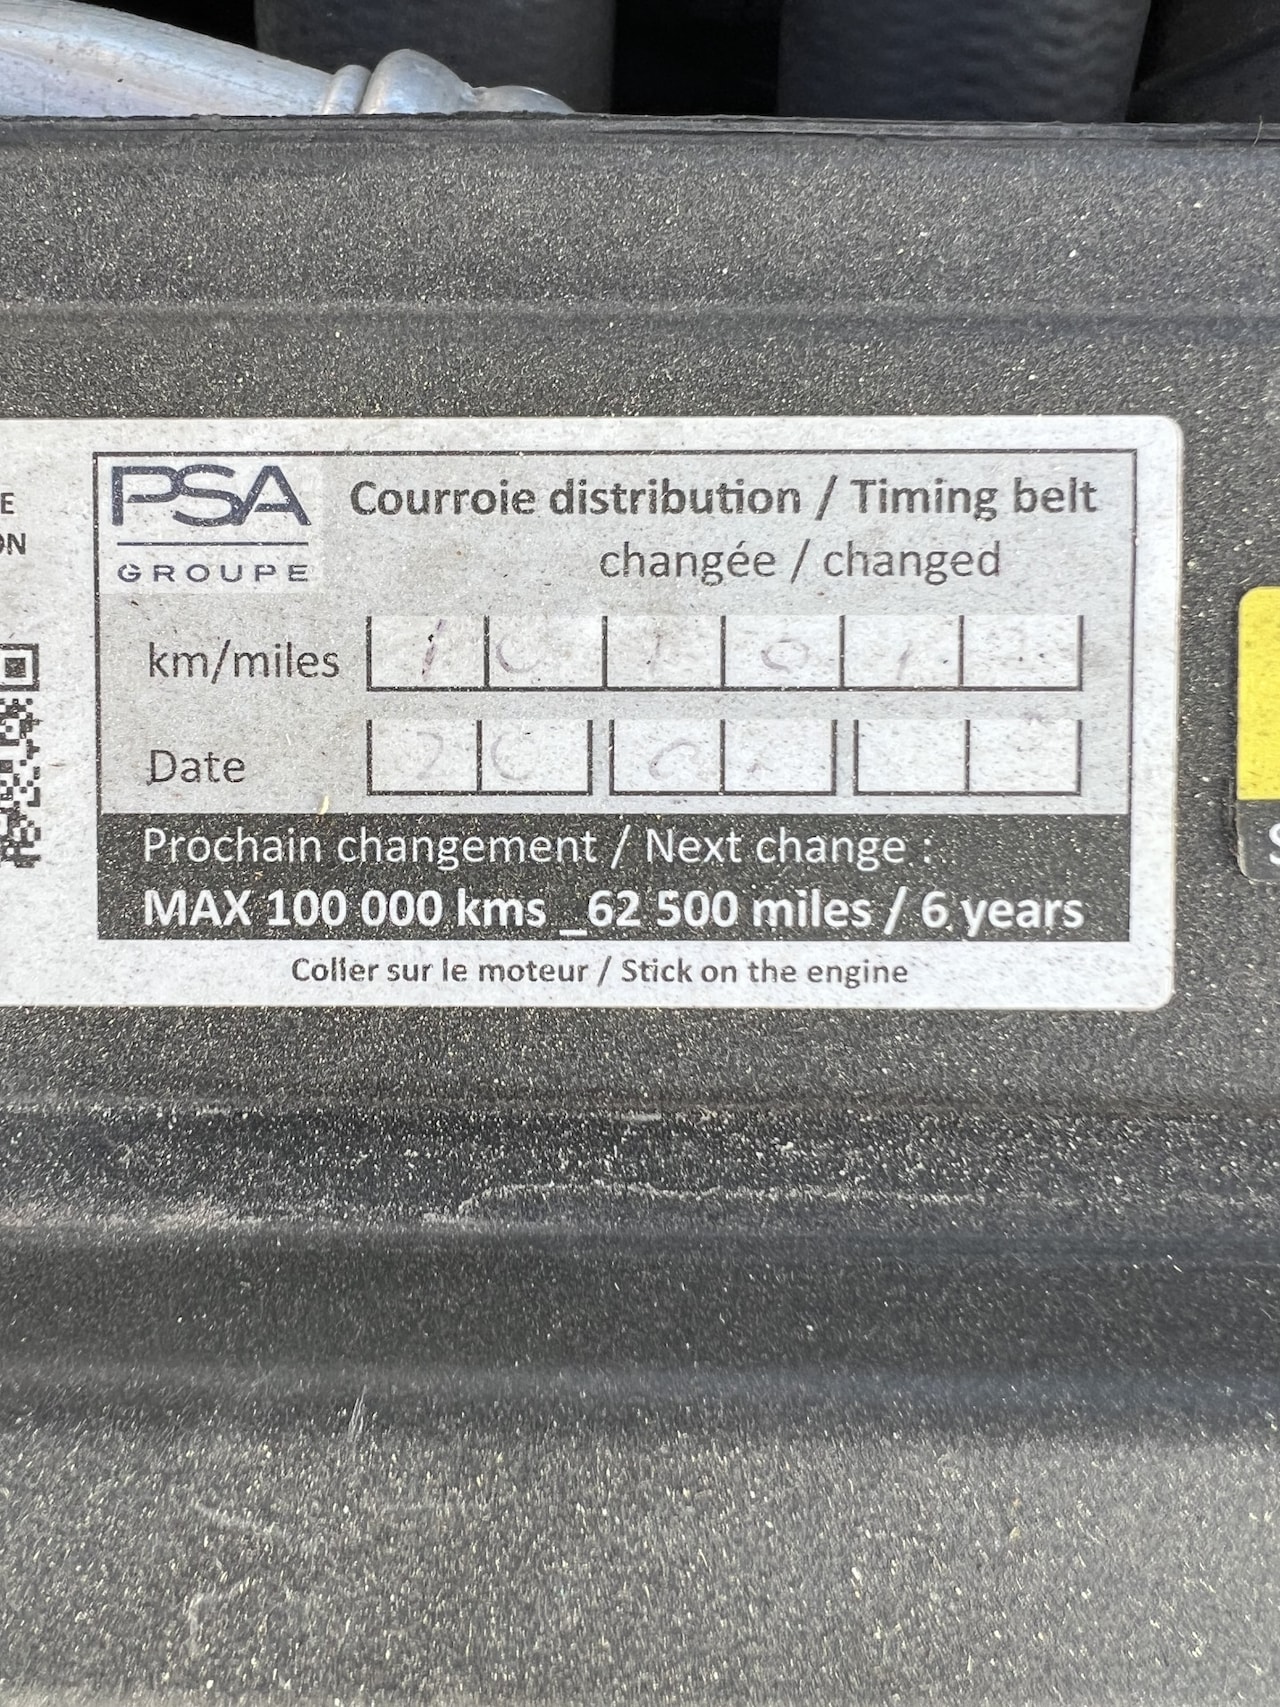 E
ON
PSA
GROUPE
Courroie distribution / Timing belt
changée / changed
km/miles
Date
Prochain changement / Next change :
MAX 100 000 kms _62 500 miles / 6 years
Coller sur le moteur / Stick on the engine
S